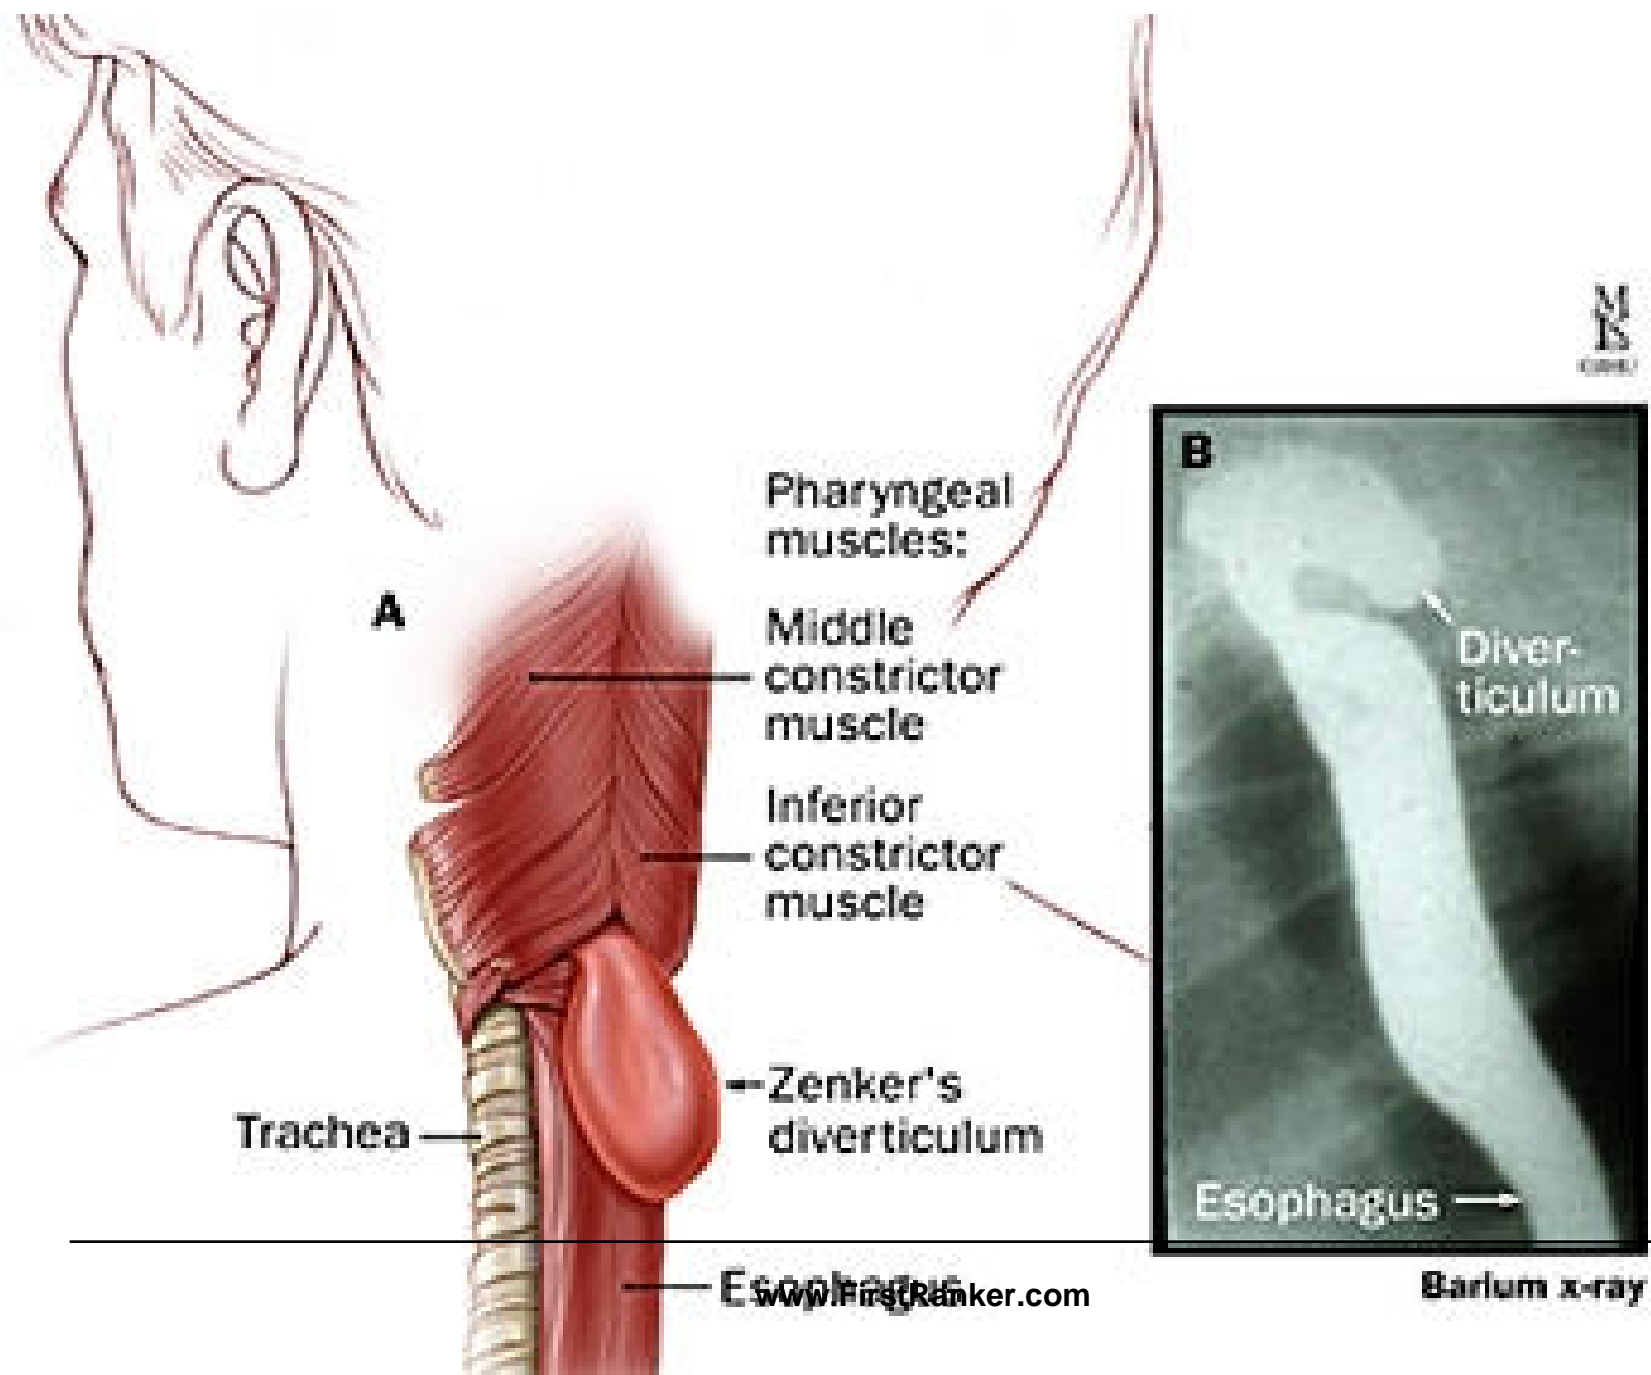 Pharyngeal
muscles:
A
Middle
constrictor
muscle
Inferior
constrictor
muscle
Zenker's
diverticulum
Trachea
Esophagus
www.FirstRanker.com
B
Diver-
ticulum
Esophagus
Barium x-ray